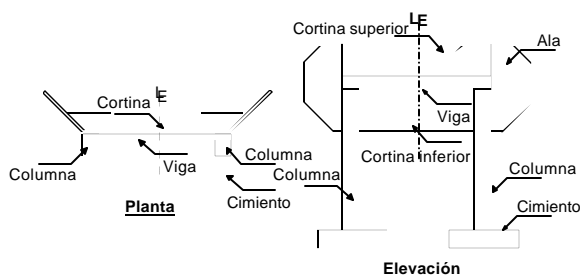 LE
Cortina
Columna
Viga
Columna
Cimiento
Planta
LE
Cortina superior
Ala
Viga
Cortina inferior
Columna
Columna
Cimiento
Elevación